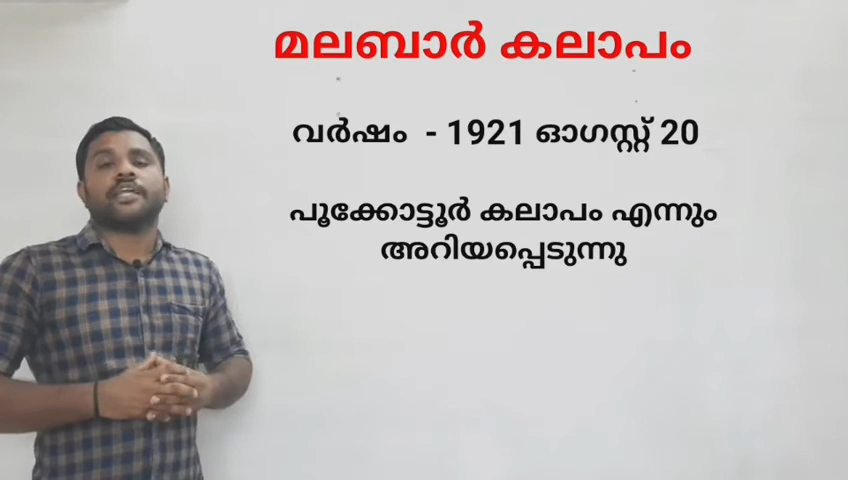 മലബാർ കലാപം
വർഷം - 1921 ഓഗസ്റ്റ് 20
പൂക്കോട്ടൂർ കലാപം എന്നും
അറിയപ്പെടുന്നു